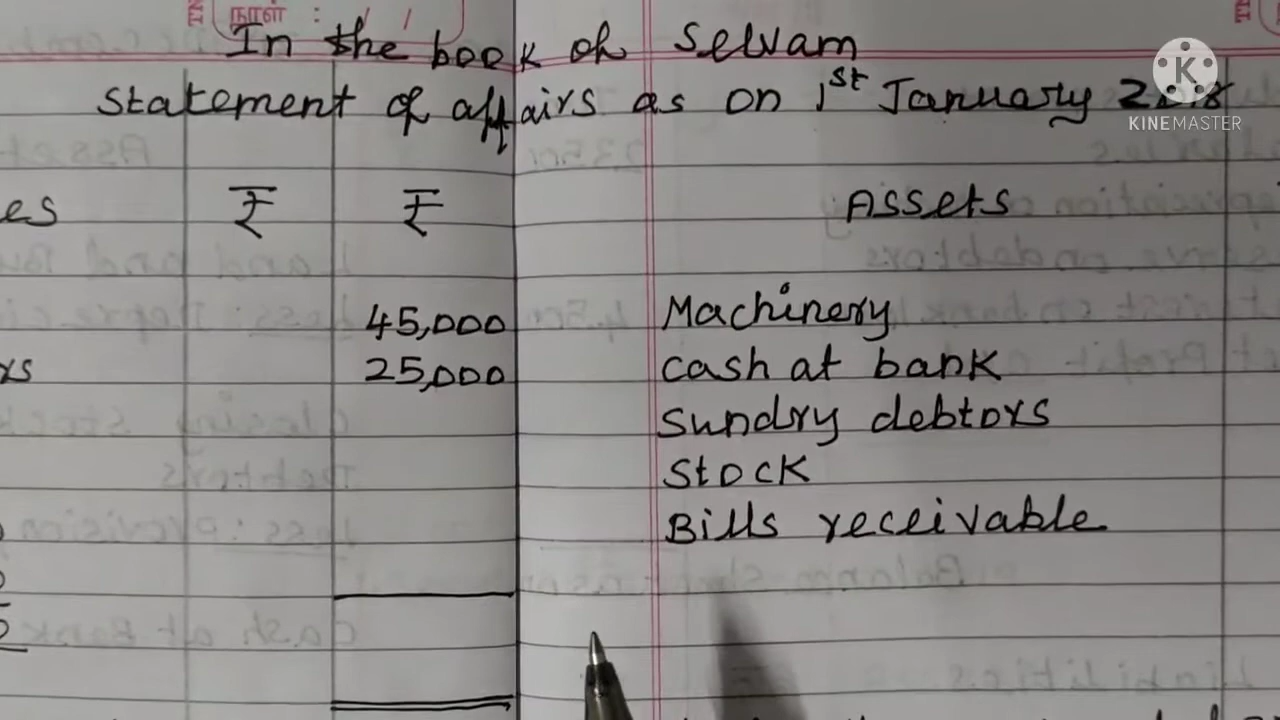 நாள் : / /
In the book of Selvam
Statement of affairs as on 1st January 2018
KINEMASTER
es ₹ ₹ Assets
45,000 Machinery
rs 25,000 Cash at bank
Sundry debtors
Stock
Bills receivable